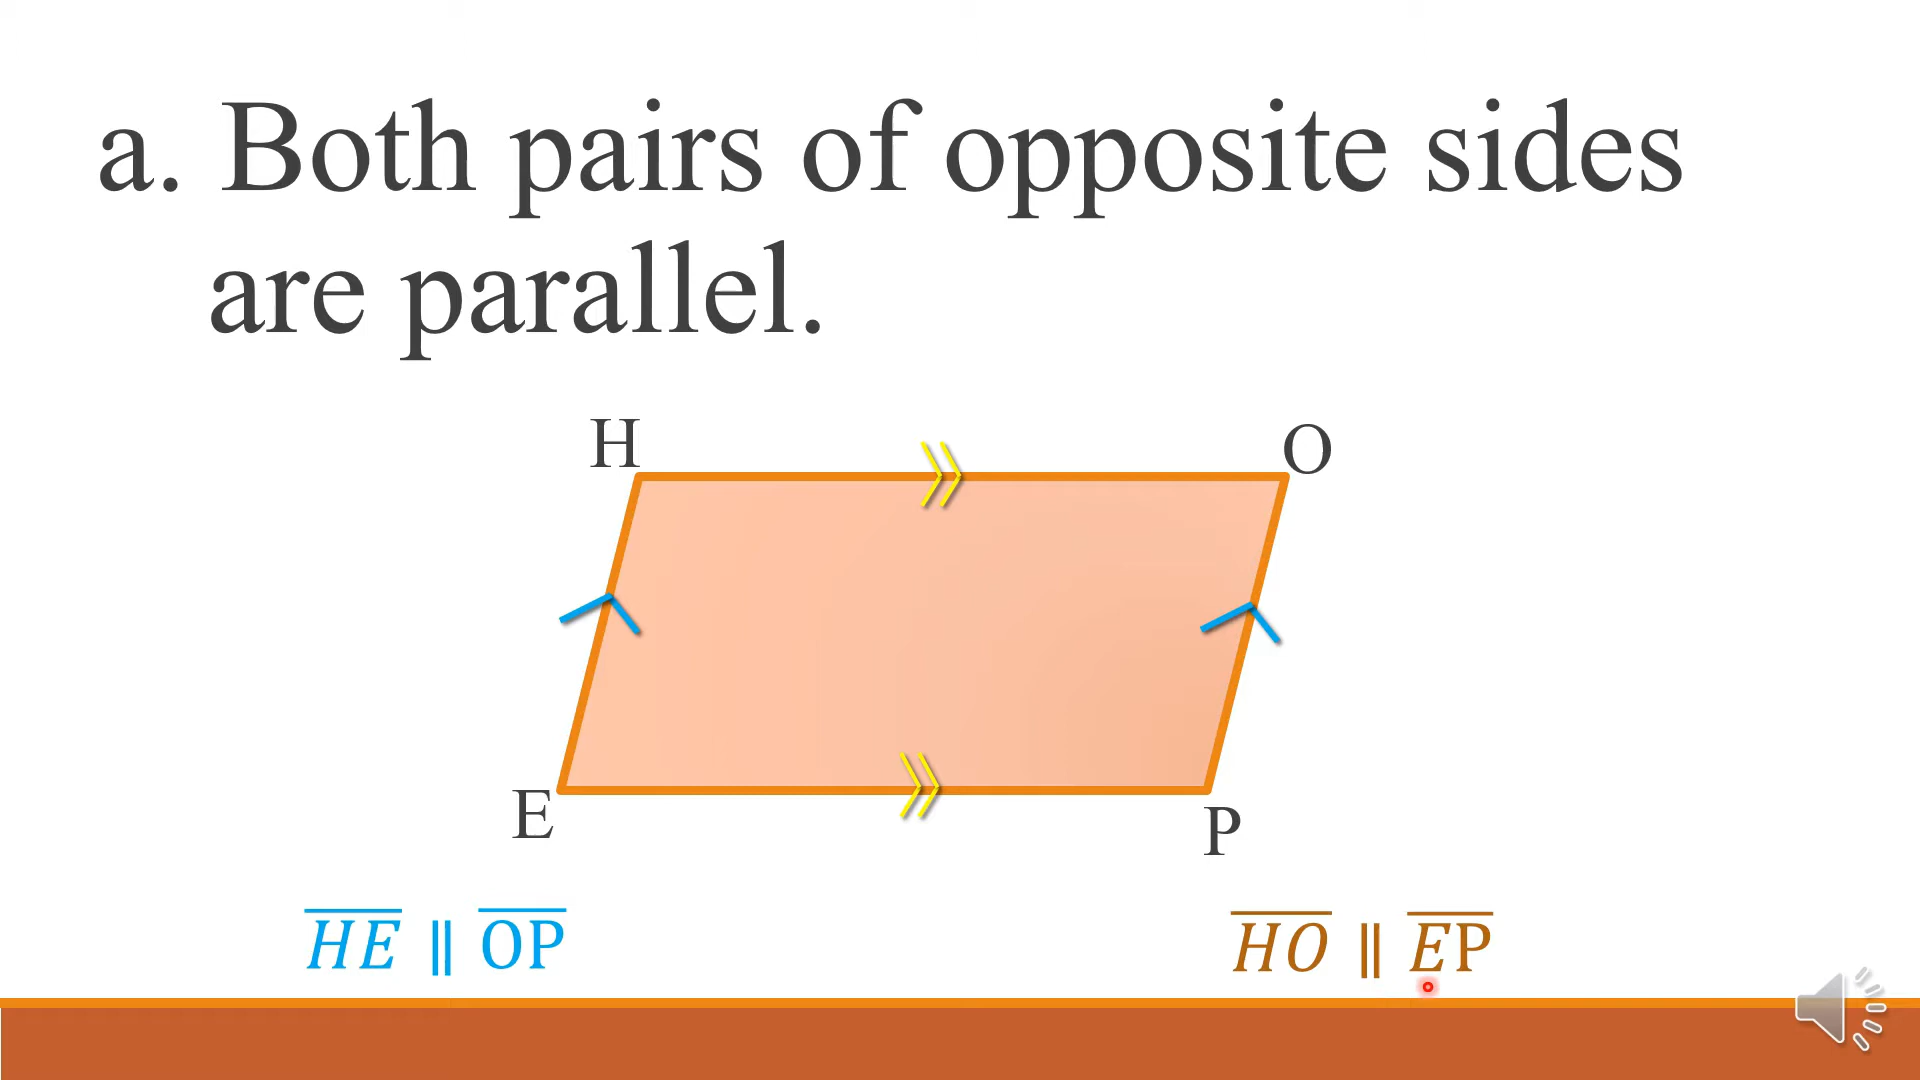 a. Both pairs of opposite sides
are parallel.
H
O
E
P
HE ∥ OP
HO ∥ EP